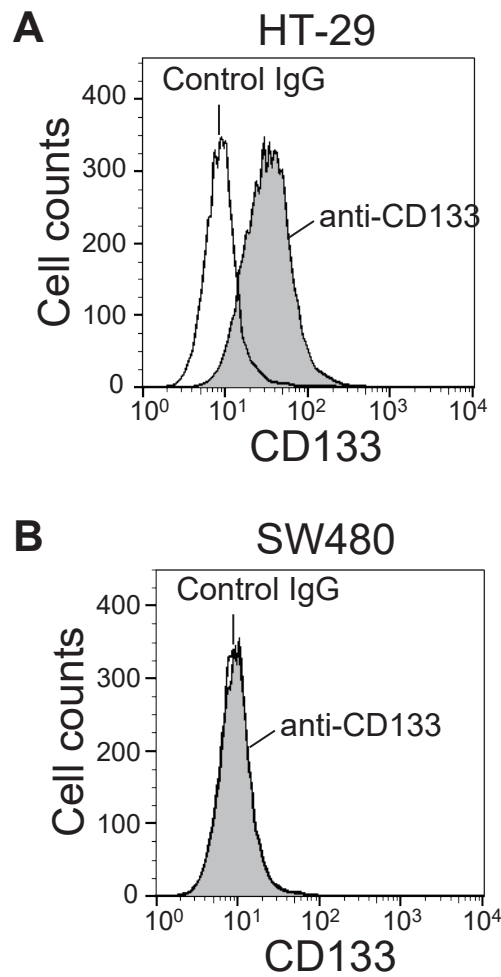 A
HT-29
Control IgG
anti-CD133
Cell counts
400
300
200
100
0
10⁰ 10¹ 10² 10³ 10⁴
CD133
B
SW480
Control IgG
anti-CD133
Cell counts
400
300
200
100
0
10⁰ 10¹ 10² 10³ 10⁴
CD133